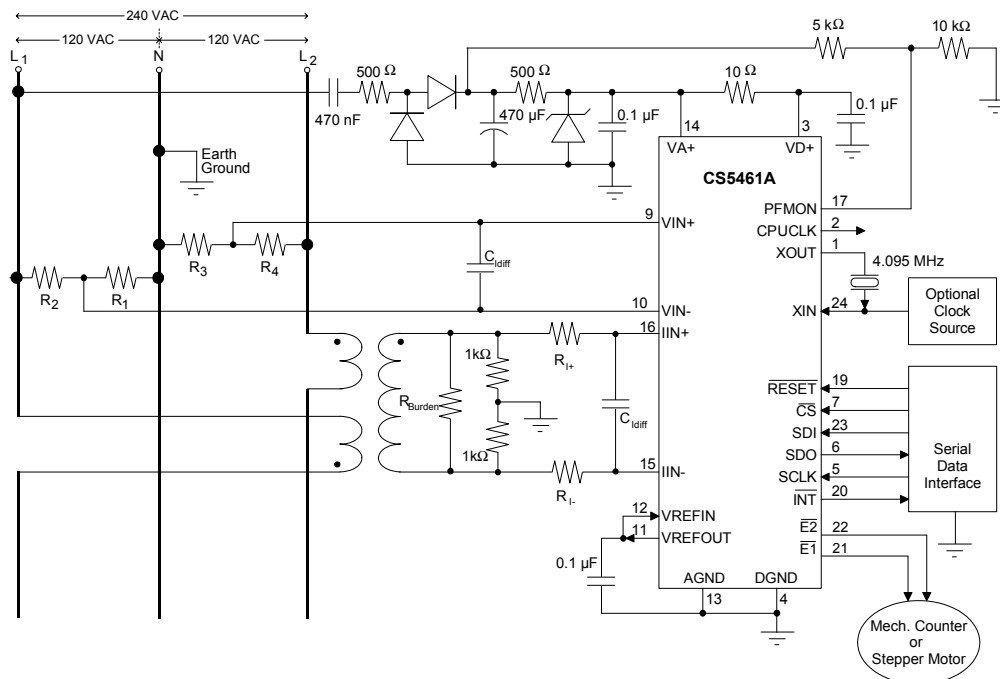 240 VAC
120 VAC 120 VAC
L1 N L2
5 kΩ 10 kΩ
500 Ω 500 Ω 10 Ω
470 nF 470 µF 0.1 µF 0.1 µF
14 3
VA+ VD+
Earth
Ground
CS5461A
PFMON 17
CPUCLK 2
XOUT 1
4.095 MHz
XIN 24
Optional
Clock
Source
9 VIN+
R3 R4
CIdiff
R2 R1
10 VIN-
16 IIN+
RI+
1kΩ
RBurden
CIdiff
1kΩ
15 IIN-
RI-
RESET 19
CS 7
SDI 23
SDO 6
SCLK 5
INT 20
Serial
Data
Interface
E2 22
E1 21
12 VREFIN
11 VREFOUT
0.1 µF
AGND DGND
13 4
Mech. Counter
or
Stepper Motor